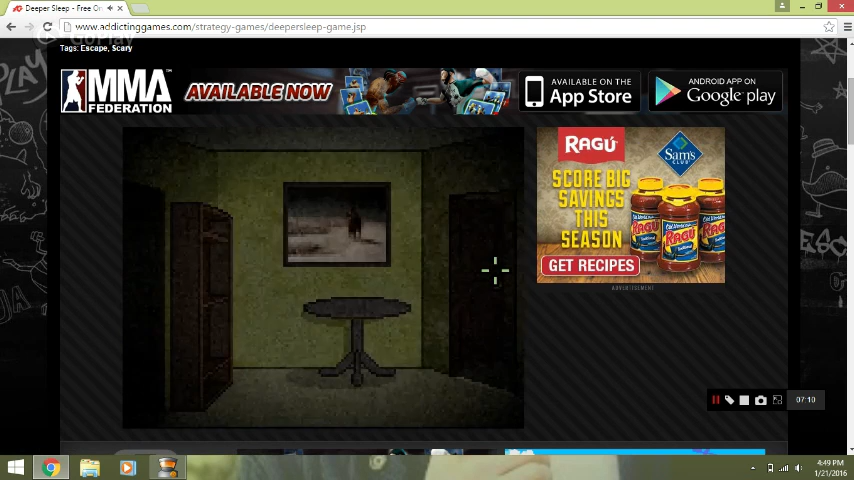 Deeper Sleep - Free On
www.addictinggames.com/strategy-games/deepersleep-game.jsp
GoPlay
Tags: Escape, Scary
MMA
FEDERATION
AVAILABLE NOW
AVAILABLE ON THE
App Store
ANDROID APP ON
Google play
RAGÚ
Sam's
CLUB
SCORE BIG
SAVINGS
THIS
SEASON
GET RECIPES
ADVERTISEMENT
07:10
4:49 PM
1/21/2016